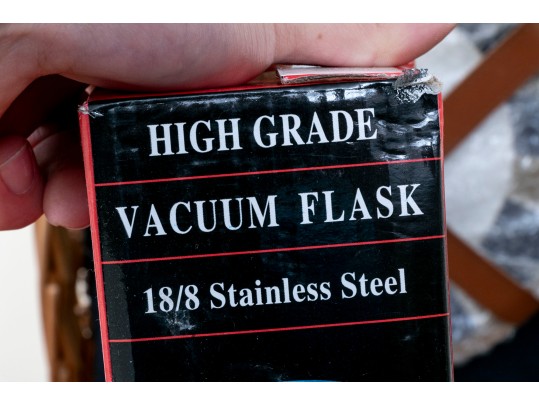 HIGH GRADE
VACUUM FLASK
18/8 Stainless Steel